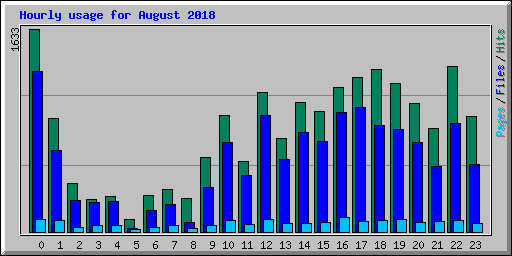 Hourly usage for August 2018
1633
Pages/Files/Hits
0 1 2 3 4 5 6 7 8 9 10 11 12 13 14 15 16 17 18 19 20 21 22 23